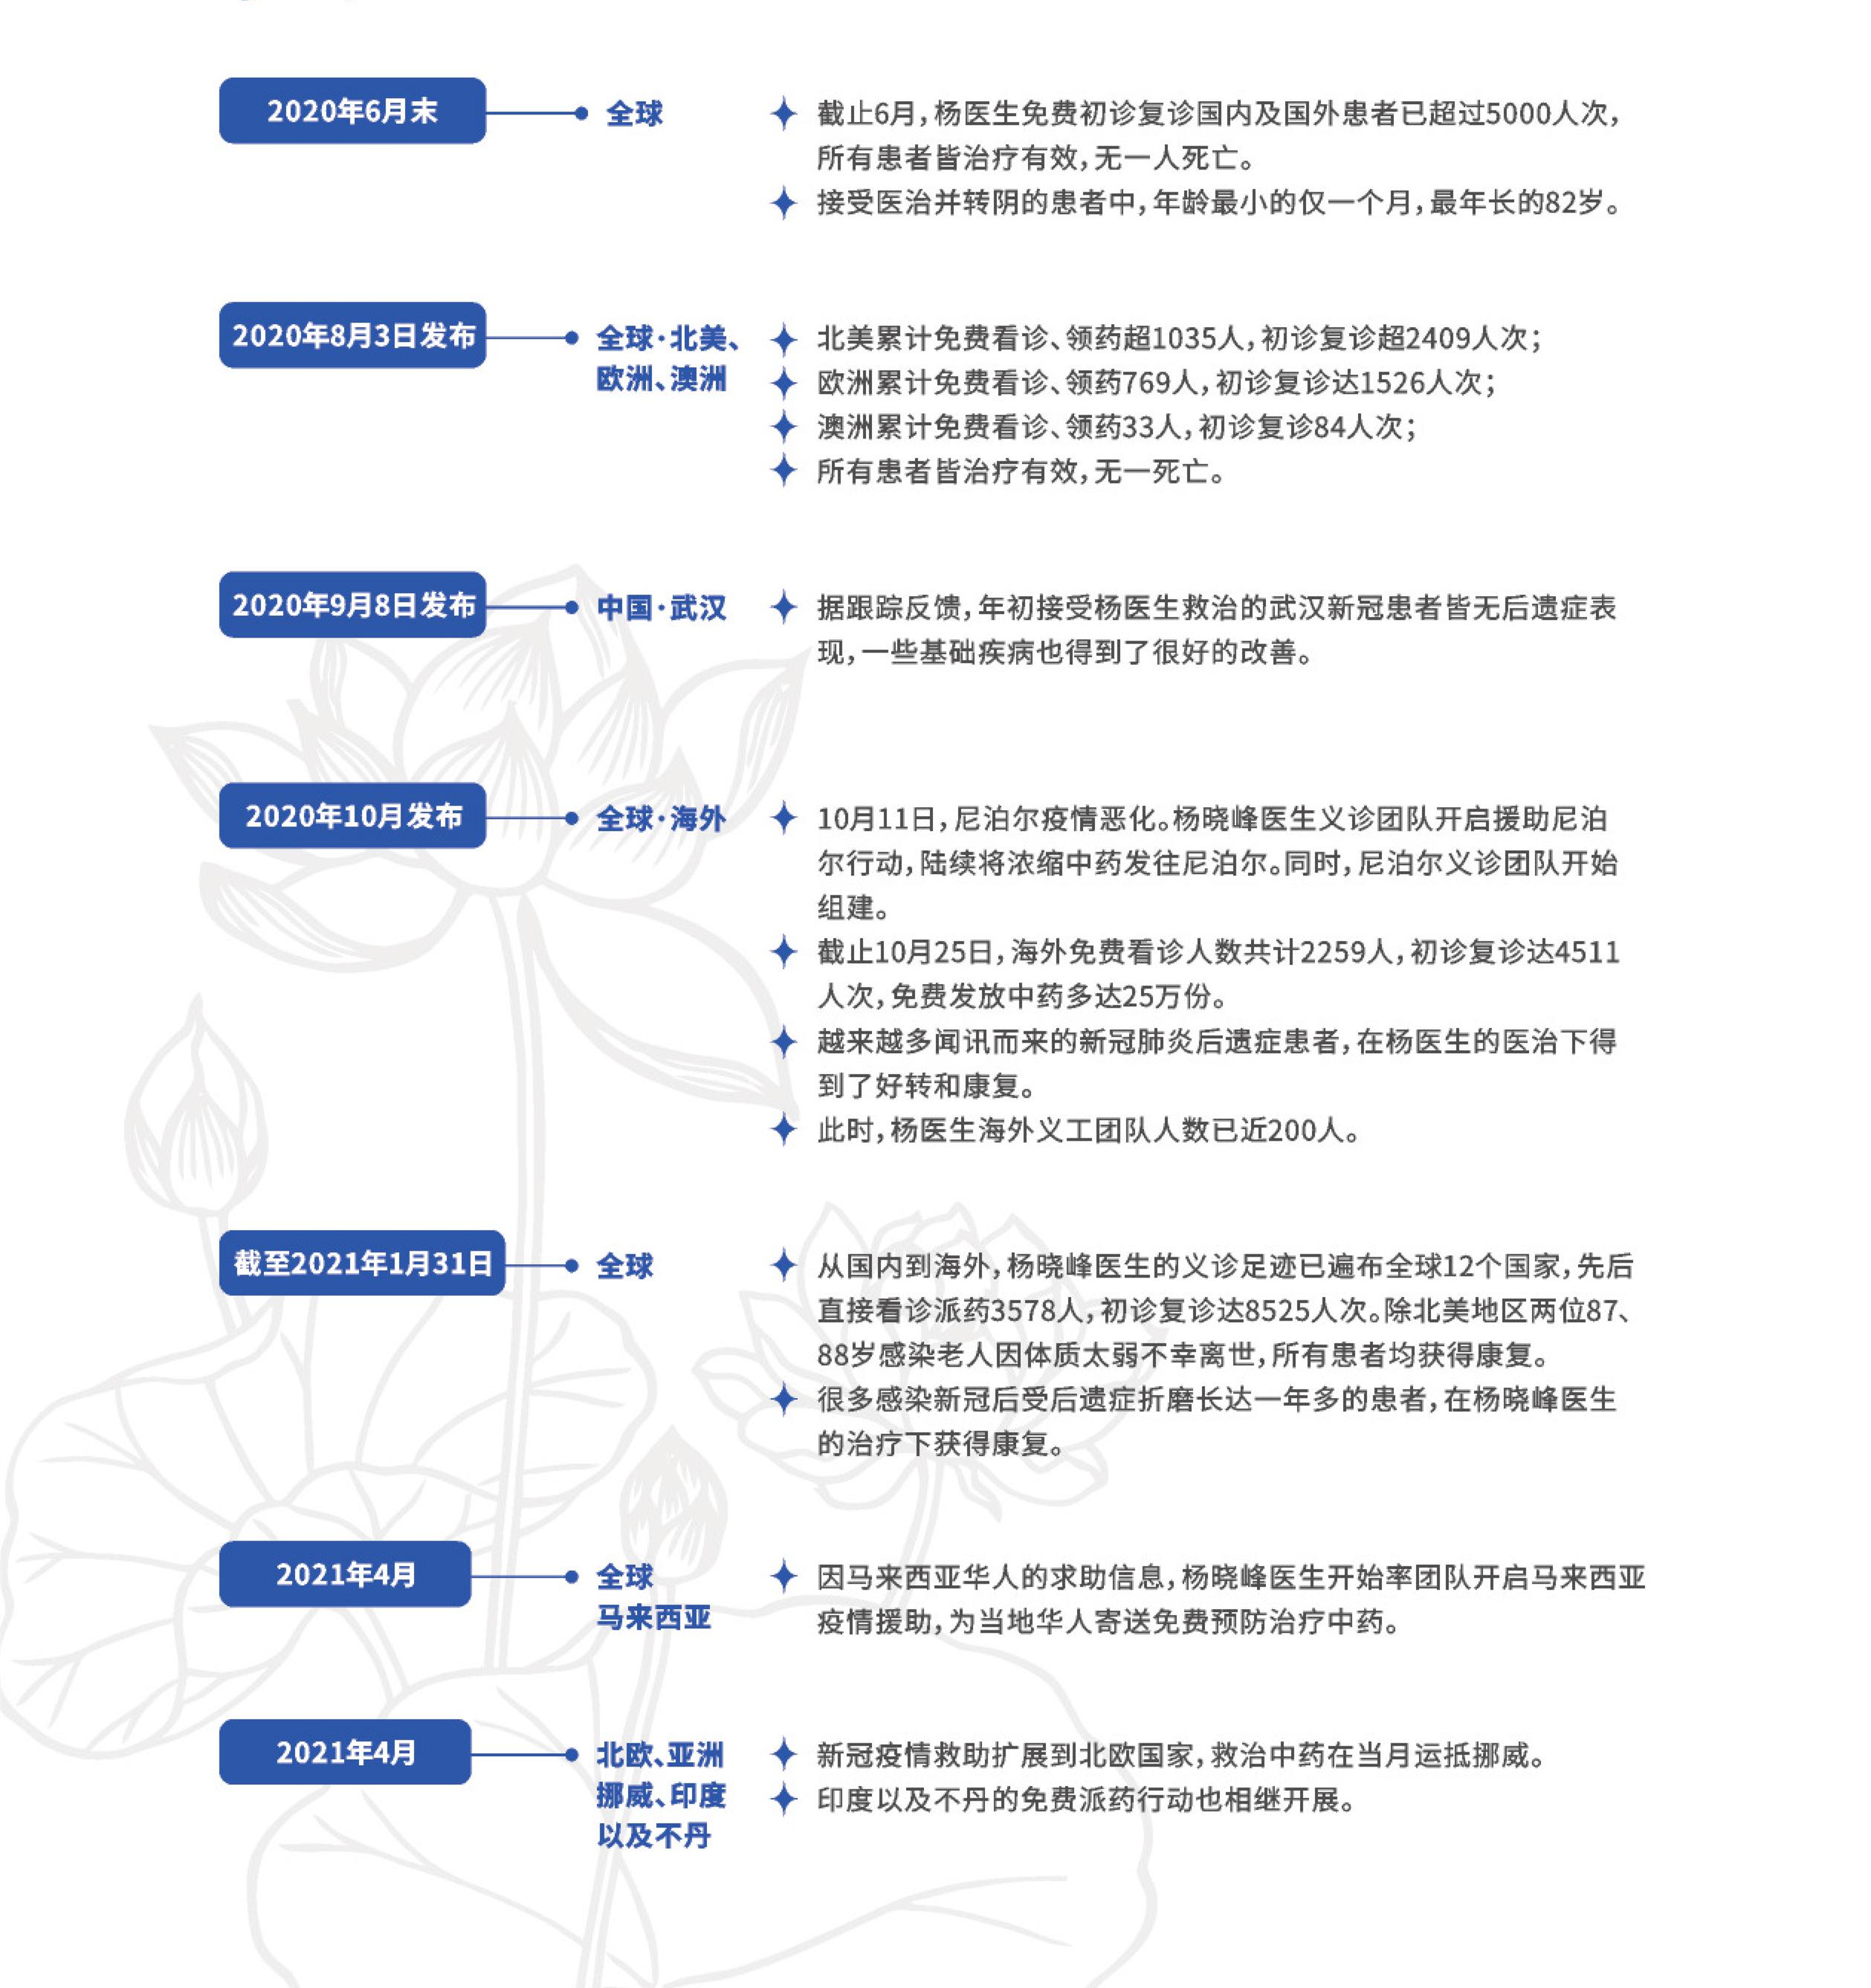 2020年6月末
全球
截止6月，杨医生免费初诊复诊国内及国外患者已超过5000人次，
所有患者皆治疗有效，无一人死亡。
接受医治并转阴的患者中，年龄最小的仅一个月，最年长的82岁。
2020年8月3日发布
全球·北美、
欧洲、澳洲
北美累计免费看诊、领药超1035人，初诊复诊超2409人次；
欧洲累计免费看诊、领药769人，初诊复诊达1526人次；
澳洲累计免费看诊、领药33人，初诊复诊84人次；
所有患者皆治疗有效，无一死亡。
2020年9月8日发布
中国·武汉
据跟踪反馈，年初接受杨医生救治的武汉新冠患者皆无后遗症表
现，一些基础疾病也得到了很好的改善。
2020年10月发布
全球·海外
10月11日，尼泊尔疫情恶化。杨晓峰医生义诊团队开启援助尼泊
尔行动，陆续将浓缩中药发往尼泊尔。同时，尼泊尔义诊团队开始
组建。
截止10月25日，海外免费看诊人数共计2259人，初诊复诊达4511
人次，免费发放中药多达25万份。
越来越多闻讯而来的新冠肺炎后遗症患者，在杨医生的医治下得
到了好转和康复。
此时，杨医生海外义工团队人数已近200人。
截至2021年1月31日
全球
从国内到海外，杨晓峰医生的义诊足迹已遍布全球12个国家，先后
直接看诊派药3578人，初诊复诊达8525人次。除北美地区两位87、
88岁感染老人因体质太弱不幸离世，所有患者均获得康复。
很多感染新冠后受后遗症折磨长达一年多的患者，在杨晓峰医生
的治疗下获得康复。
2021年4月
全球
马来西亚
因马来西亚华人的求助信息，杨晓峰医生开始率团队开启马来西亚
疫情援助，为当地华人寄送免费预防治疗中药。
2021年4月
北欧、亚洲
挪威、印度
以及不丹
新冠疫情救助扩展到北欧国家，救治中药在当月运抵挪威。
印度以及不丹的免费派药行动也相继开展。